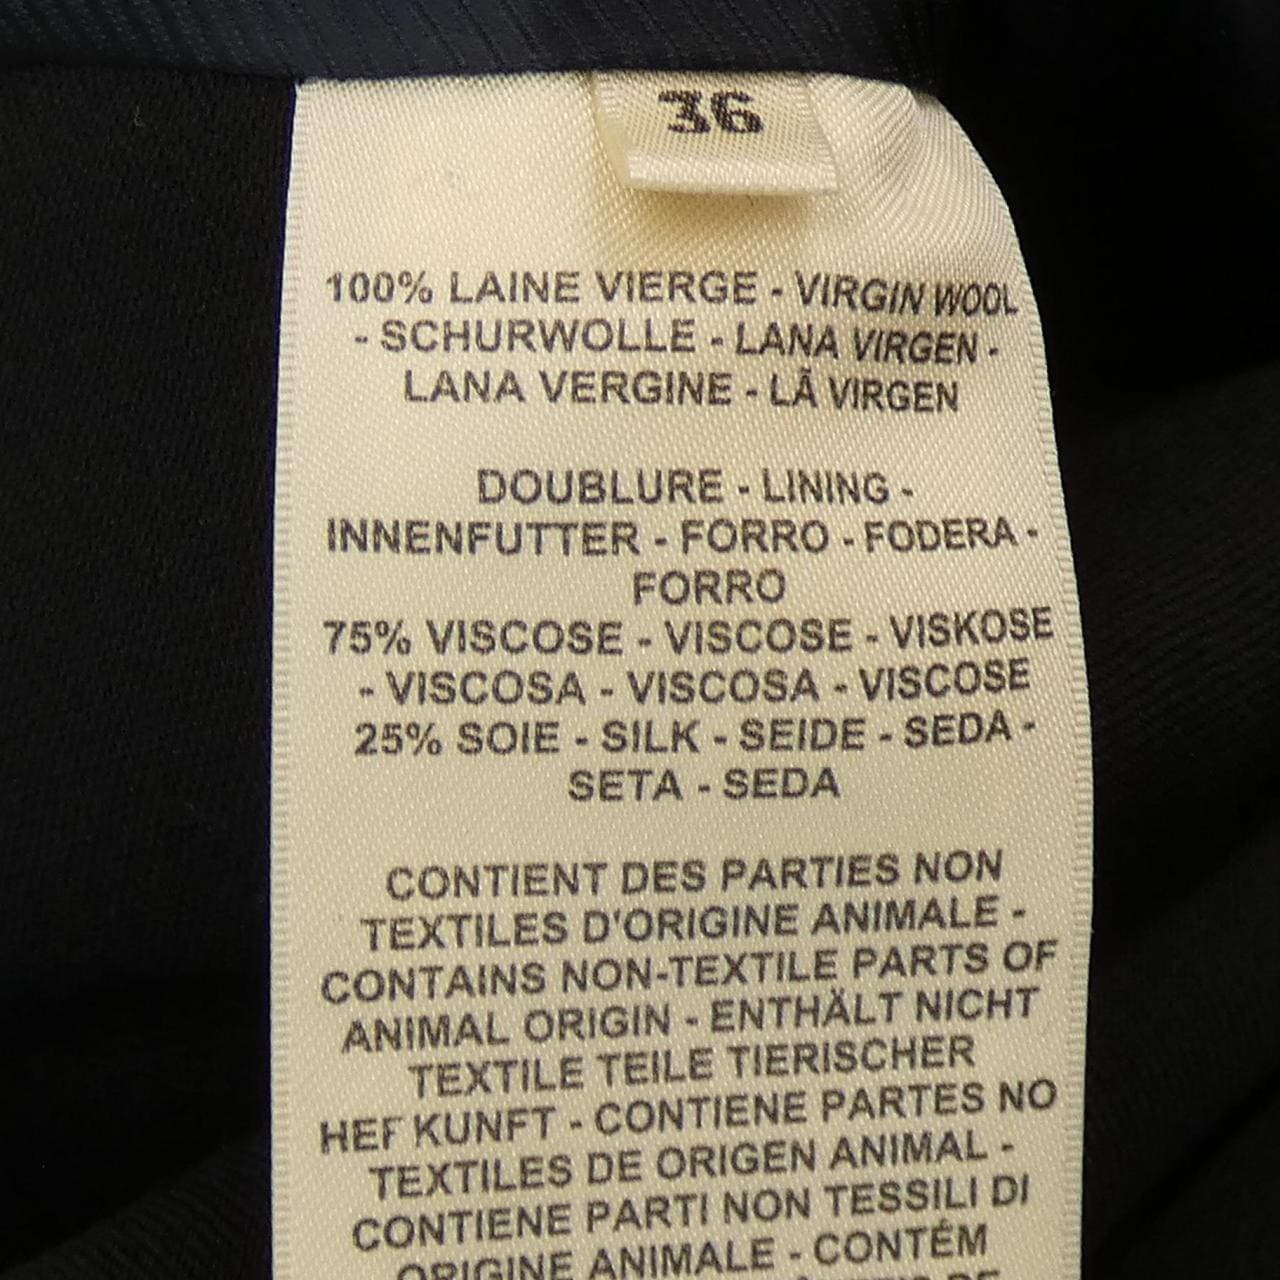 36
100% LAINE VIERGE - VIRGIN WOOL
- SCHURWOLLE - LANA VIRGEN -
LANA VERGINE - LÃ VIRGEN
DOUBLURE - LINING -
INNENFUTTER - FORRO - FODERA -
FORRO
75% VISCOSE - VISCOSE - VISKOSE
- VISCOSA - VISCOSA - VISCOSE
25% SOIE - SILK - SEIDE - SEDA -
SETA - SEDA
CONTIENT DES PARTIES NON
TEXTILES D'ORIGINE ANIMALE -
CONTAINS NON-TEXTILE PARTS OF
ANIMAL ORIGIN - ENTHÄLT NICHT
TEXTILE TEILE TIERISCHER
HERKUNFT - CONTIENE PARTES NO
TEXTILES DE ORIGEN ANIMAL -
CONTIENE PARTI NON TESSILI DI
ORIGINE ANIMALE - CONTÉM